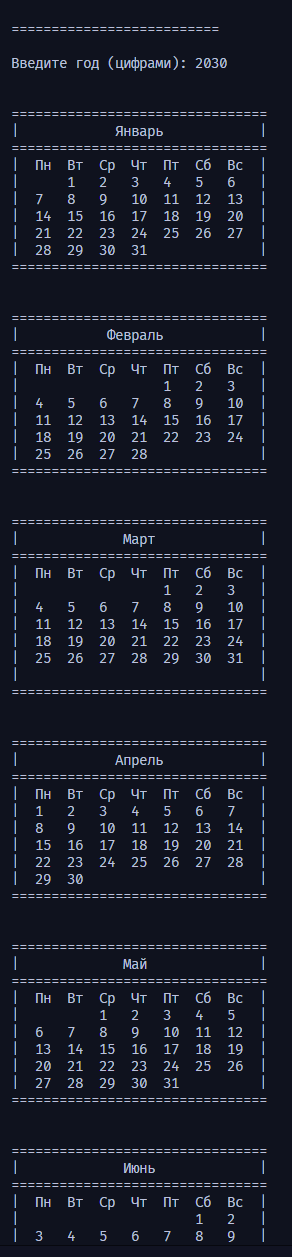 ==========================
Введите год (цифрами): 2030
================================
|            Январь            |
================================
|  Пн  Вт  Ср  Чт  Пт  Сб  Вс  |
|      1   2   3   4   5   6   |
|  7   8   9   10  11  12  13  |
|  14  15  16  17  18  19  20  |
|  21  22  23  24  25  26  27  |
|  28  29  30  31              |
================================
================================
|           Февраль            |
================================
|  Пн  Вт  Ср  Чт  Пт  Сб  Вс  |
|                  1   2   3   |
|  4   5   6   7   8   9   10  |
|  11  12  13  14  15  16  17  |
|  18  19  20  21  22  23  24  |
|  25  26  27  28              |
================================
================================
|             Март             |
================================
|  Пн  Вт  Ср  Чт  Пт  Сб  Вс  |
|                  1   2   3   |
|  4   5   6   7   8   9   10  |
|  11  12  13  14  15  16  17  |
|  18  19  20  21  22  23  24  |
|  25  26  27  28  29  30  31  |
|                              |
================================
================================
|            Апрель            |
================================
|  Пн  Вт  Ср  Чт  Пт  Сб  Вс  |
|  1   2   3   4   5   6   7   |
|  8   9   10  11  12  13  14  |
|  15  16  17  18  19  20  21  |
|  22  23  24  25  26  27  28  |
|  29  30                      |
================================
================================
|             Май              |
================================
|  Пн  Вт  Ср  Чт  Пт  Сб  Вс  |
|          1   2   3   4   5   |
|  6   7   8   9   10  11  12  |
|  13  14  15  16  17  18  19  |
|  20  21  22  23  24  25  26  |
|  27  28  29  30  31          |
================================
================================
|             Июнь             |
================================
|  Пн  Вт  Ср  Чт  Пт  Сб  Вс  |
|                      1   2   |
|  3   4   5   6   7   8   9   |